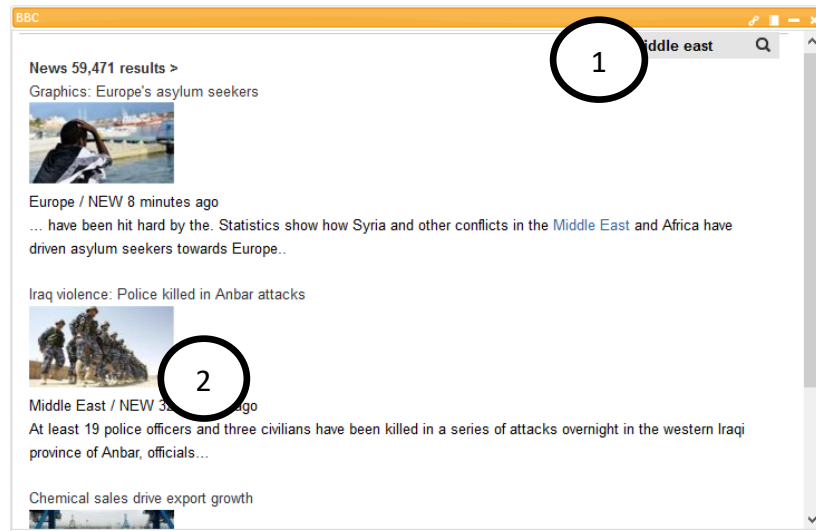 BBC
1
iddle east
News 59,471 results >
Graphics: Europe's asylum seekers
Europe / NEW 8 minutes ago
… have been hit hard by the. Statistics show how Syria and other conflicts in the Middle East and Africa have
driven asylum seekers towards Europe..
Iraq violence: Police killed in Anbar attacks
2
Middle East / NEW ago
At least 19 police officers and three civilians have been killed in a series of attacks overnight in the western Iraqi
province of Anbar, officials…
Chemical sales drive export growth